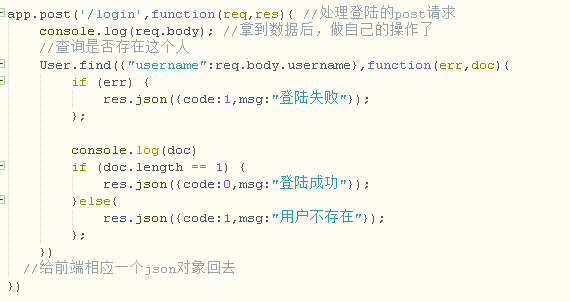 app.post('/login',function(req,res){ //处理登陆的post请求
    console.log(req.body); //拿到数据后，做自己的操作了
    //查询是否存在这个人
    User.find({"username":req.body.username},function(err,doc){
        if (err) {
            res.json({code:1,msg:"登陆失败"});
        };

        console.log(doc)
        if (doc.length == 1) {
            res.json({code:0,msg:"登陆成功"});
        }else{
            res.json({code:1,msg:"用户不存在"});
        };
    })
  //给前端相应一个json对象回去
})